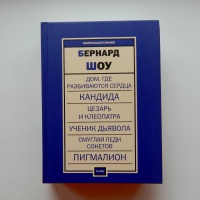 БЕРНАРД
ШОУ
ДОМ, ГДЕ
РАЗБИВАЮТСЯ СЕРДЦА
КАНДИДА
ЦЕЗАРЬ
И КЛЕОПАТРА
УЧЕНИК ДЬЯВОЛА
СМУГЛАЯ ЛЕДИ
СОНЕТОВ
ПИГМАЛИОН